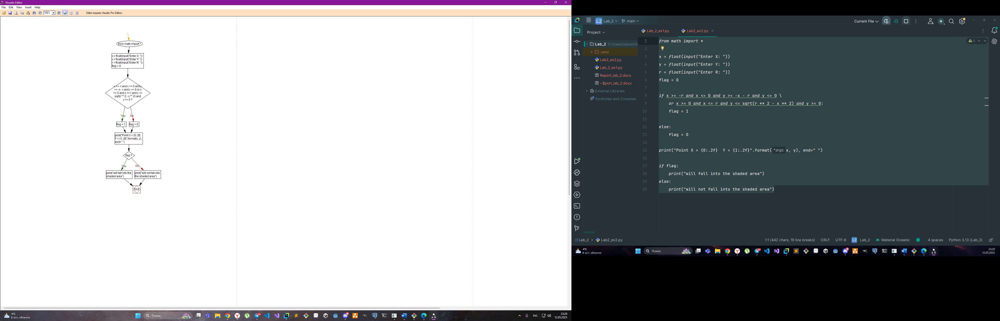 Visustin Editor
File Edit View Insert Help
100% Editor requires Visustin Pro Edition.
from math import *
x = float(input("Enter X: "))
y = float(input("Enter Y: "))
r = float(input("Enter R: "))
flag = 0
x >= -r and x <= 0 and y
>= -x - r and y <= 0 or x
>= 0 and x <= r and y <=
sqrt(r ** 2 - x ** 2) and
y >= 0 ?
Yes No
flag = 1 flag = 0
print("Point X = {0:.2f}
Y = {1:.2f}".format(x, y),
end=" ")
flag ?
Yes No
print("will fall into the
shaded area")
print("will not fall into
the shaded area")
End
4°C
В осн. облачно
Поиск
РУС
23:20
12.05.2025
L2 Lab_2 main Current File
Project
Lab_2 C:\Users\alexe\O
.venv
Lab2_ex2.py
Lab_2_ex1.py
Report_lab_2.docx
~$port_lab_2.docx
External Libraries
Scratches and Consoles
Lab_2_ex1.py Lab2_ex2.py
4
1 from math import *
2
3 x = float(input("Enter X: "))
4 y = float(input("Enter Y: "))
5 r = float(input("Enter R: "))
6 flag = 0
7
8 if x >= -r and x <= 0 and y >= -x - r and y <= 0 \
9 or x >= 0 and x <= r and y <= sqrt(r ** 2 - x ** 2) and y >= 0:
10 flag = 1
11
12 else:
13 flag = 0
14
15 print("Point X = {0:.2f}  Y = {1:.2f}".format( *args: x, y), end=" ")
16
17 if flag:
18 print("will fall into the shaded area")
19 else:
20 print("will not fall into the shaded area")
Lab_2 > Lab2_ex2.py 1:1 (442 chars, 19 line breaks) CRLF UTF-8 L2 Lab_2 Material Oceanic 4 spaces Python 3.13 (Lab_2)
4°C
В осн. облачно
Поиск
23:20
12.05.2025